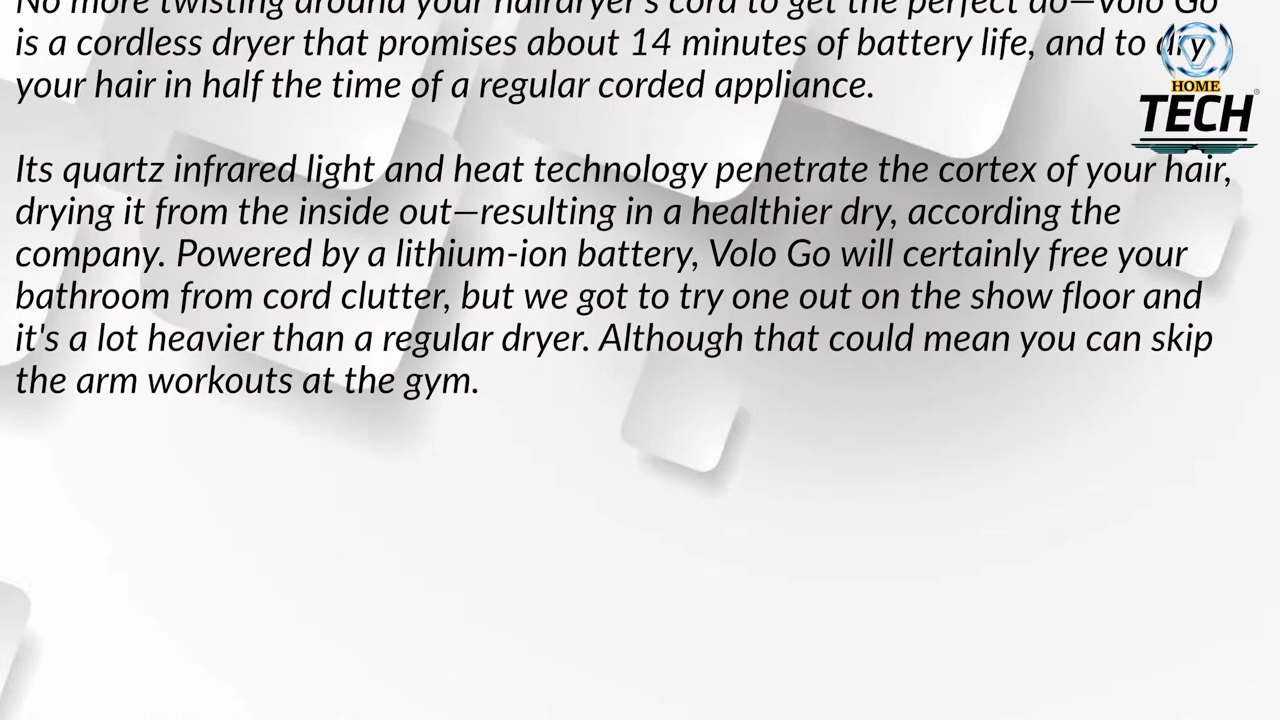 No more twisting around your hairdryer's cord to get the perfect do—Volo Go
is a cordless dryer that promises about 14 minutes of battery life, and to dry
your hair in half the time of a regular corded appliance.
HOME
TECH®
Its quartz infrared light and heat technology penetrate the cortex of your hair,
drying it from the inside out—resulting in a healthier dry, according the
company. Powered by a lithium-ion battery, Volo Go will certainly free your
bathroom from cord clutter, but we got to try one out on the show floor and
it's a lot heavier than a regular dryer. Although that could mean you can skip
the arm workouts at the gym.